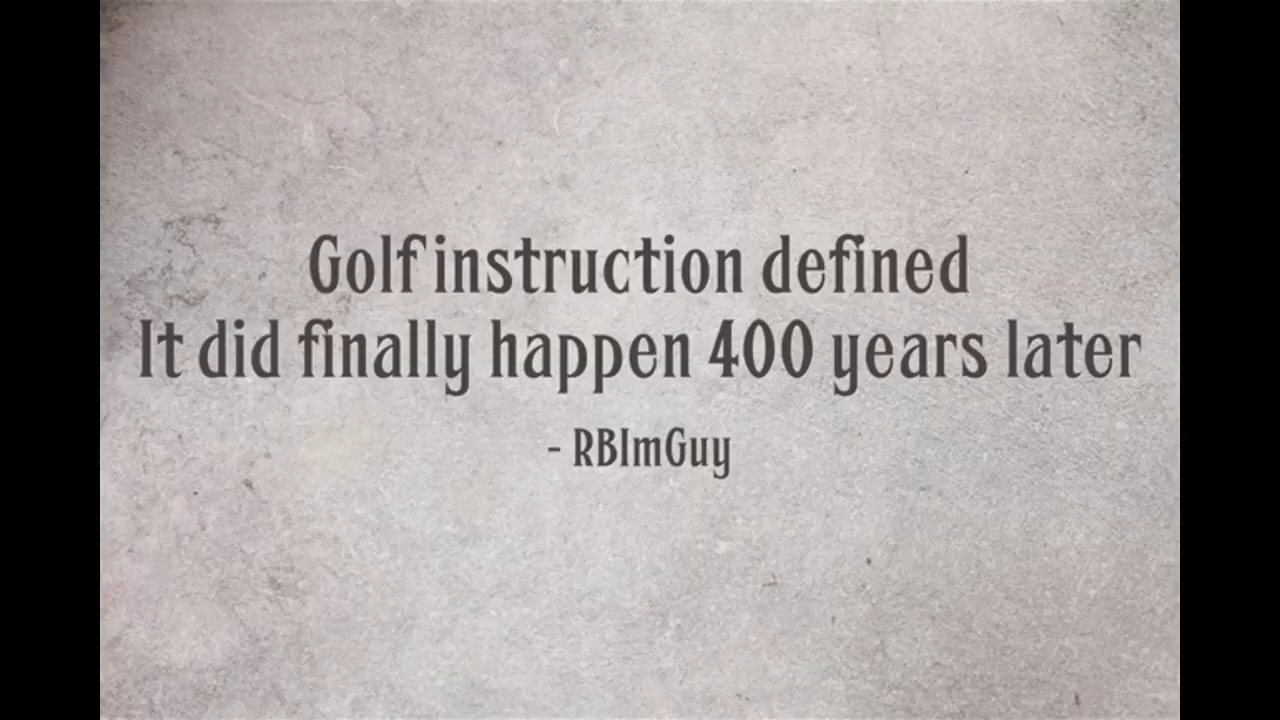 Golf instruction defined
It did finally happen 400 years later
- RBImGuy